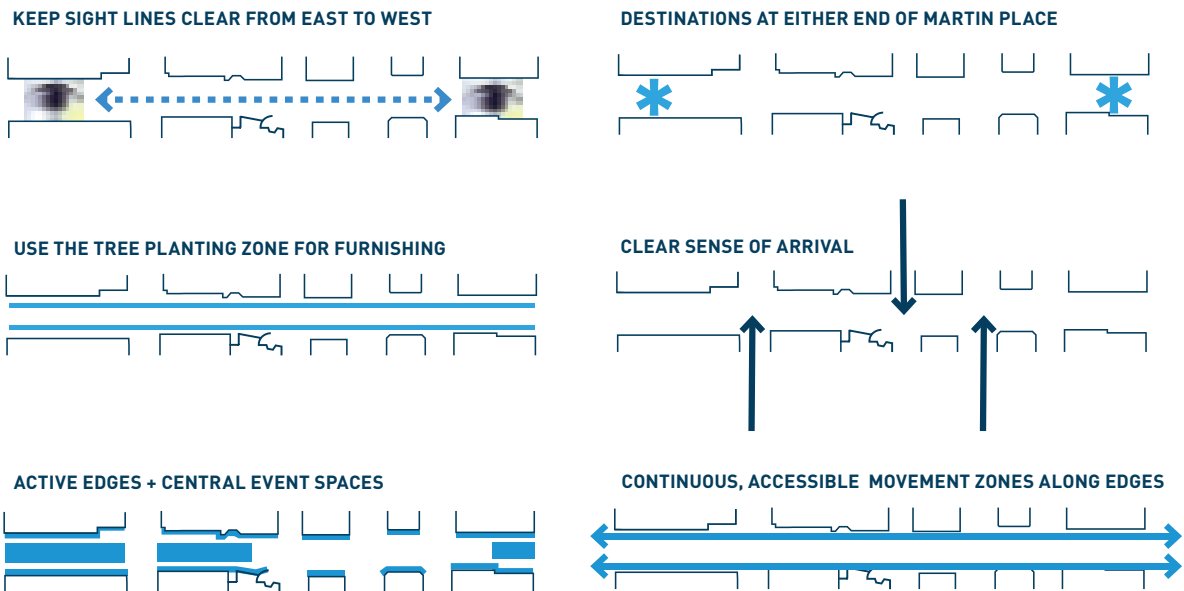 KEEP SIGHT LINES CLEAR FROM EAST TO WEST
DESTINATIONS AT EITHER END OF MARTIN PLACE
USE THE TREE PLANTING ZONE FOR FURNISHING
CLEAR SENSE OF ARRIVAL
ACTIVE EDGES + CENTRAL EVENT SPACES
CONTINUOUS, ACCESSIBLE MOVEMENT ZONES ALONG EDGES